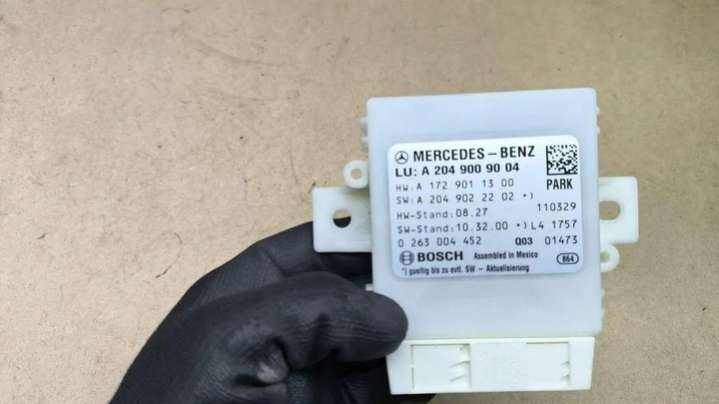 MERCEDES-BENZ
LU: A 204 900 90 04
HW: A 172 901 13 00
PARK
SW: A 204 902 22 02 *)
HW-Stand: 08.27
110329
SW-Stand: 10.32.00 *) L4 1757
0 263 004 452 Q03 01473
BOSCH Assembled in Mexico
*) gueltig bis zu evtl. SW - Aktualisierung
B64